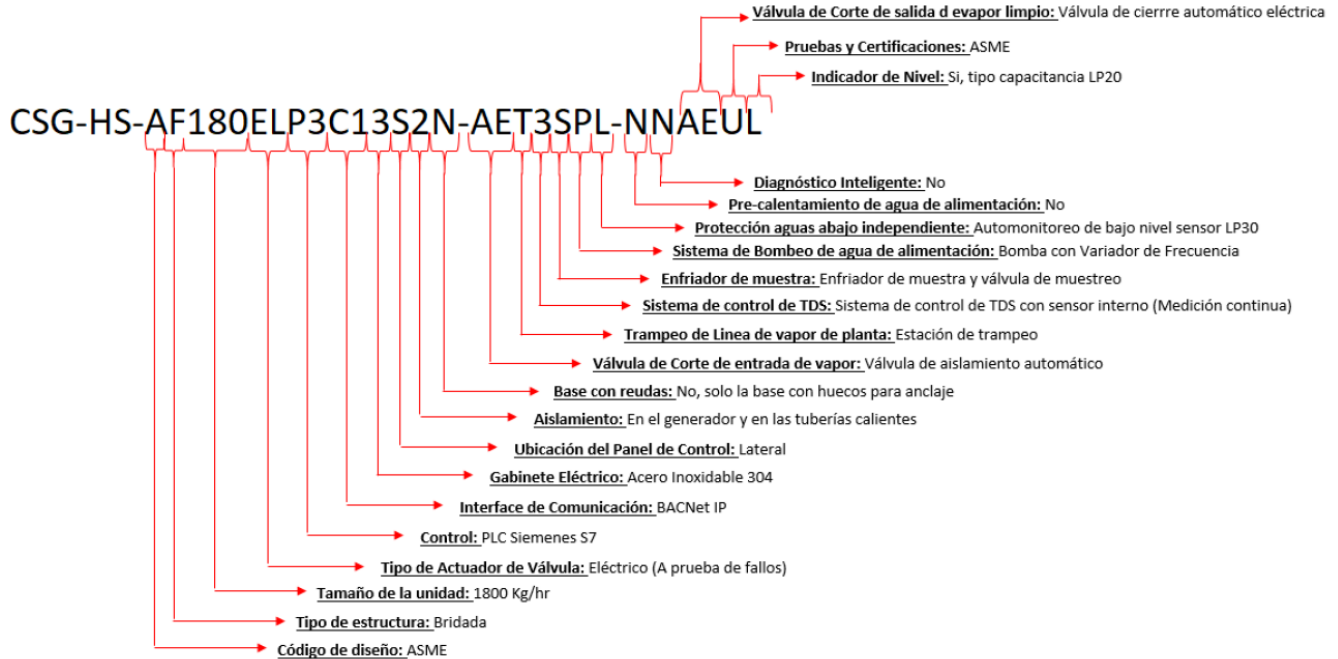 Válvula de Corte de salida d evapor limpio: Válvula de cierrre automático eléctrica
Pruebas y Certificaciones: ASME
Indicador de Nivel: Si, tipo capacitancia LP20
CSG-HS-AF180ELP3C13S2N-AET3SPL-NNAEUL
Diagnóstico Inteligente: No
Pre-calentamiento de agua de alimentación: No
Protección aguas abajo independiente: Automonitoreo de bajo nivel sensor LP30
Sistema de Bombeo de agua de alimentación: Bomba con Variador de Frecuencia
Enfriador de muestra: Enfriador de muestra y válvula de muestreo
Sistema de control de TDS: Sistema de control de TDS con sensor interno (Medición continua)
Trampeo de Linea de vapor de planta: Estación de trampeo
Válvula de Corte de entrada de vapor: Válvula de aislamiento automático
Base con reudas: No, solo la base con huecos para anclaje
Aislamiento: En el generador y en las tuberías calientes
Ubicación del Panel de Control: Lateral
Gabinete Eléctrico: Acero Inoxidable 304
Interface de Comunicación: BACNet IP
Control: PLC Siemenes S7
Tipo de Actuador de Válvula: Eléctrico (A prueba de fallos)
Tamaño de la unidad: 1800 Kg/hr
Tipo de estructura: Bridada
Código de diseño: ASME